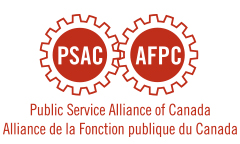 PSAC AFPC
Public Service Alliance of Canada
Alliance de la Fonction publique du Canada